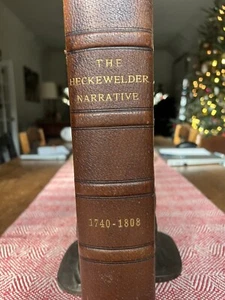 THE
HECKEWELDER
NARRATIVE
1740-1808